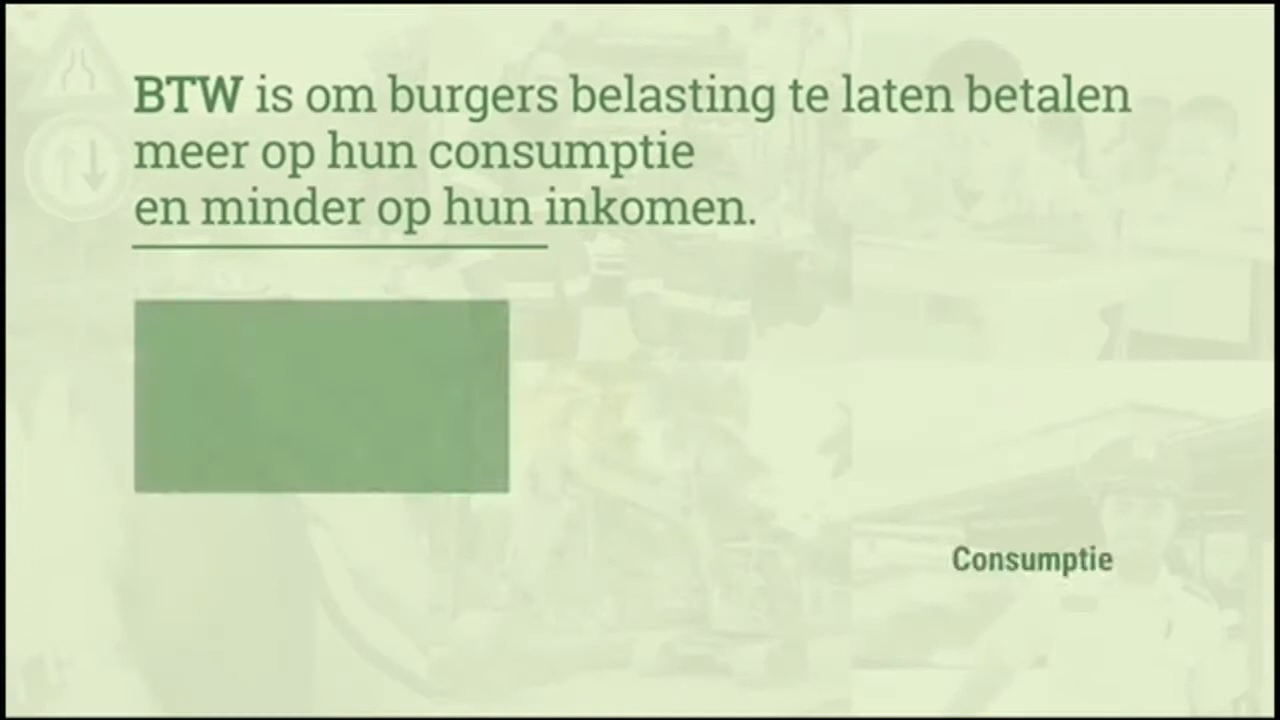 BTW is om burgers belasting te laten betalen
meer op hun consumptie
en minder op hun inkomen.
Consumptie